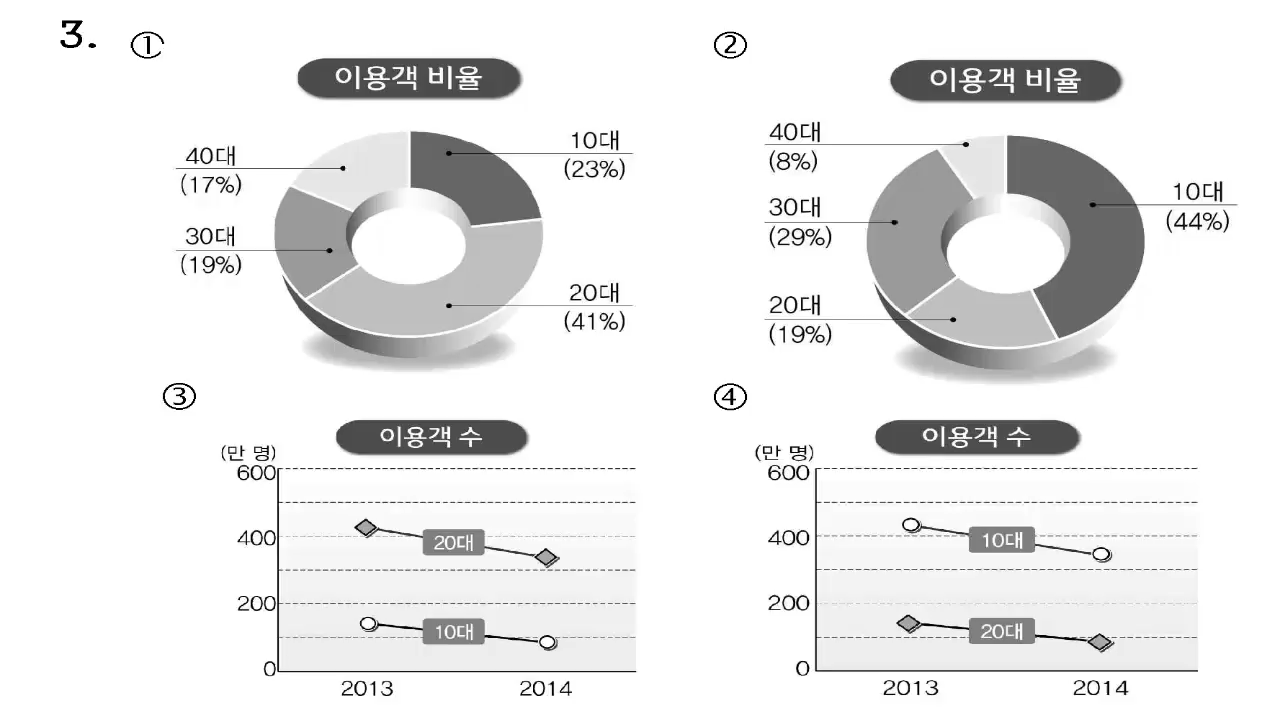 3.
①
이용객 비율
10대
(23%)
40대
(17%)
30대
(19%)
20대
(41%)
②
이용객 비율
40대
(8%)
10대
(44%)
30대
(29%)
20대
(19%)
③
이용객 수
(만 명)
600
400
200
0
20대
10대
2013 2014
④
이용객 수
(만 명)
600
400
200
0
10대
20대
2013 2014